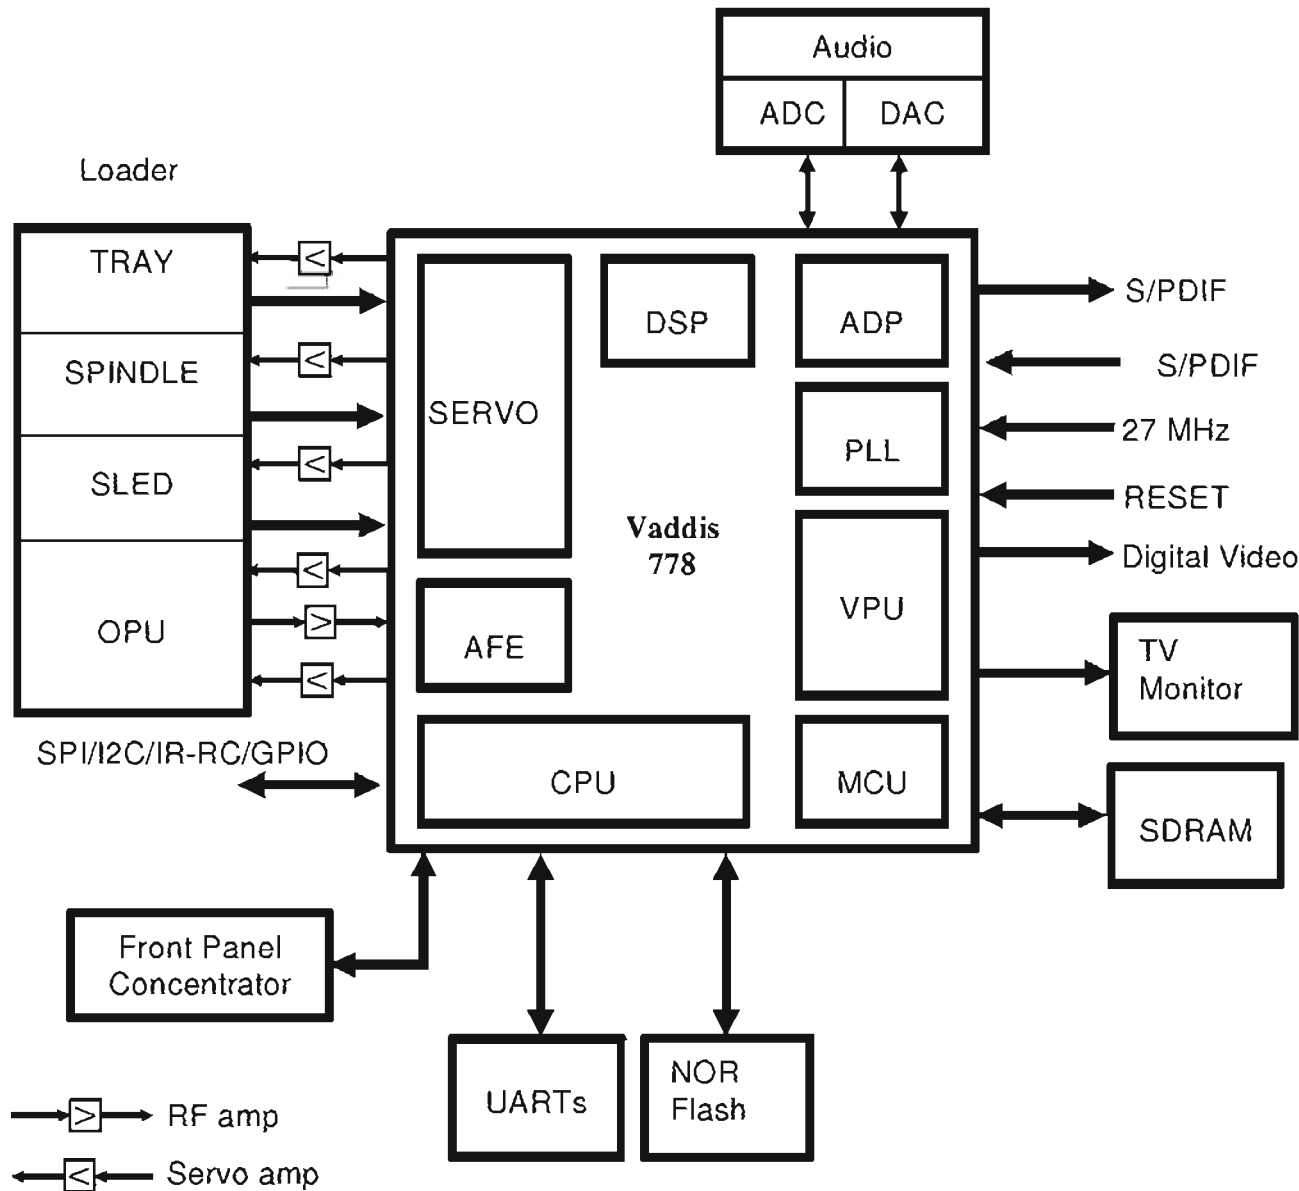 Audio
ADC DAC
Loader
TRAY
SPINDLE
SLED
OPU
SERVO
DSP
ADP
PLL
Vaddis
778
VPU
AFE
CPU
MCU
S/PDIF
S/PDIF
27 MHz
RESET
Digital Video
TV
Monitor
SDRAM
SPI/I2C/IR-RC/GPIO
Front Panel
Concentrator
UARTs
NOR
Flash
> RF amp
< Servo amp